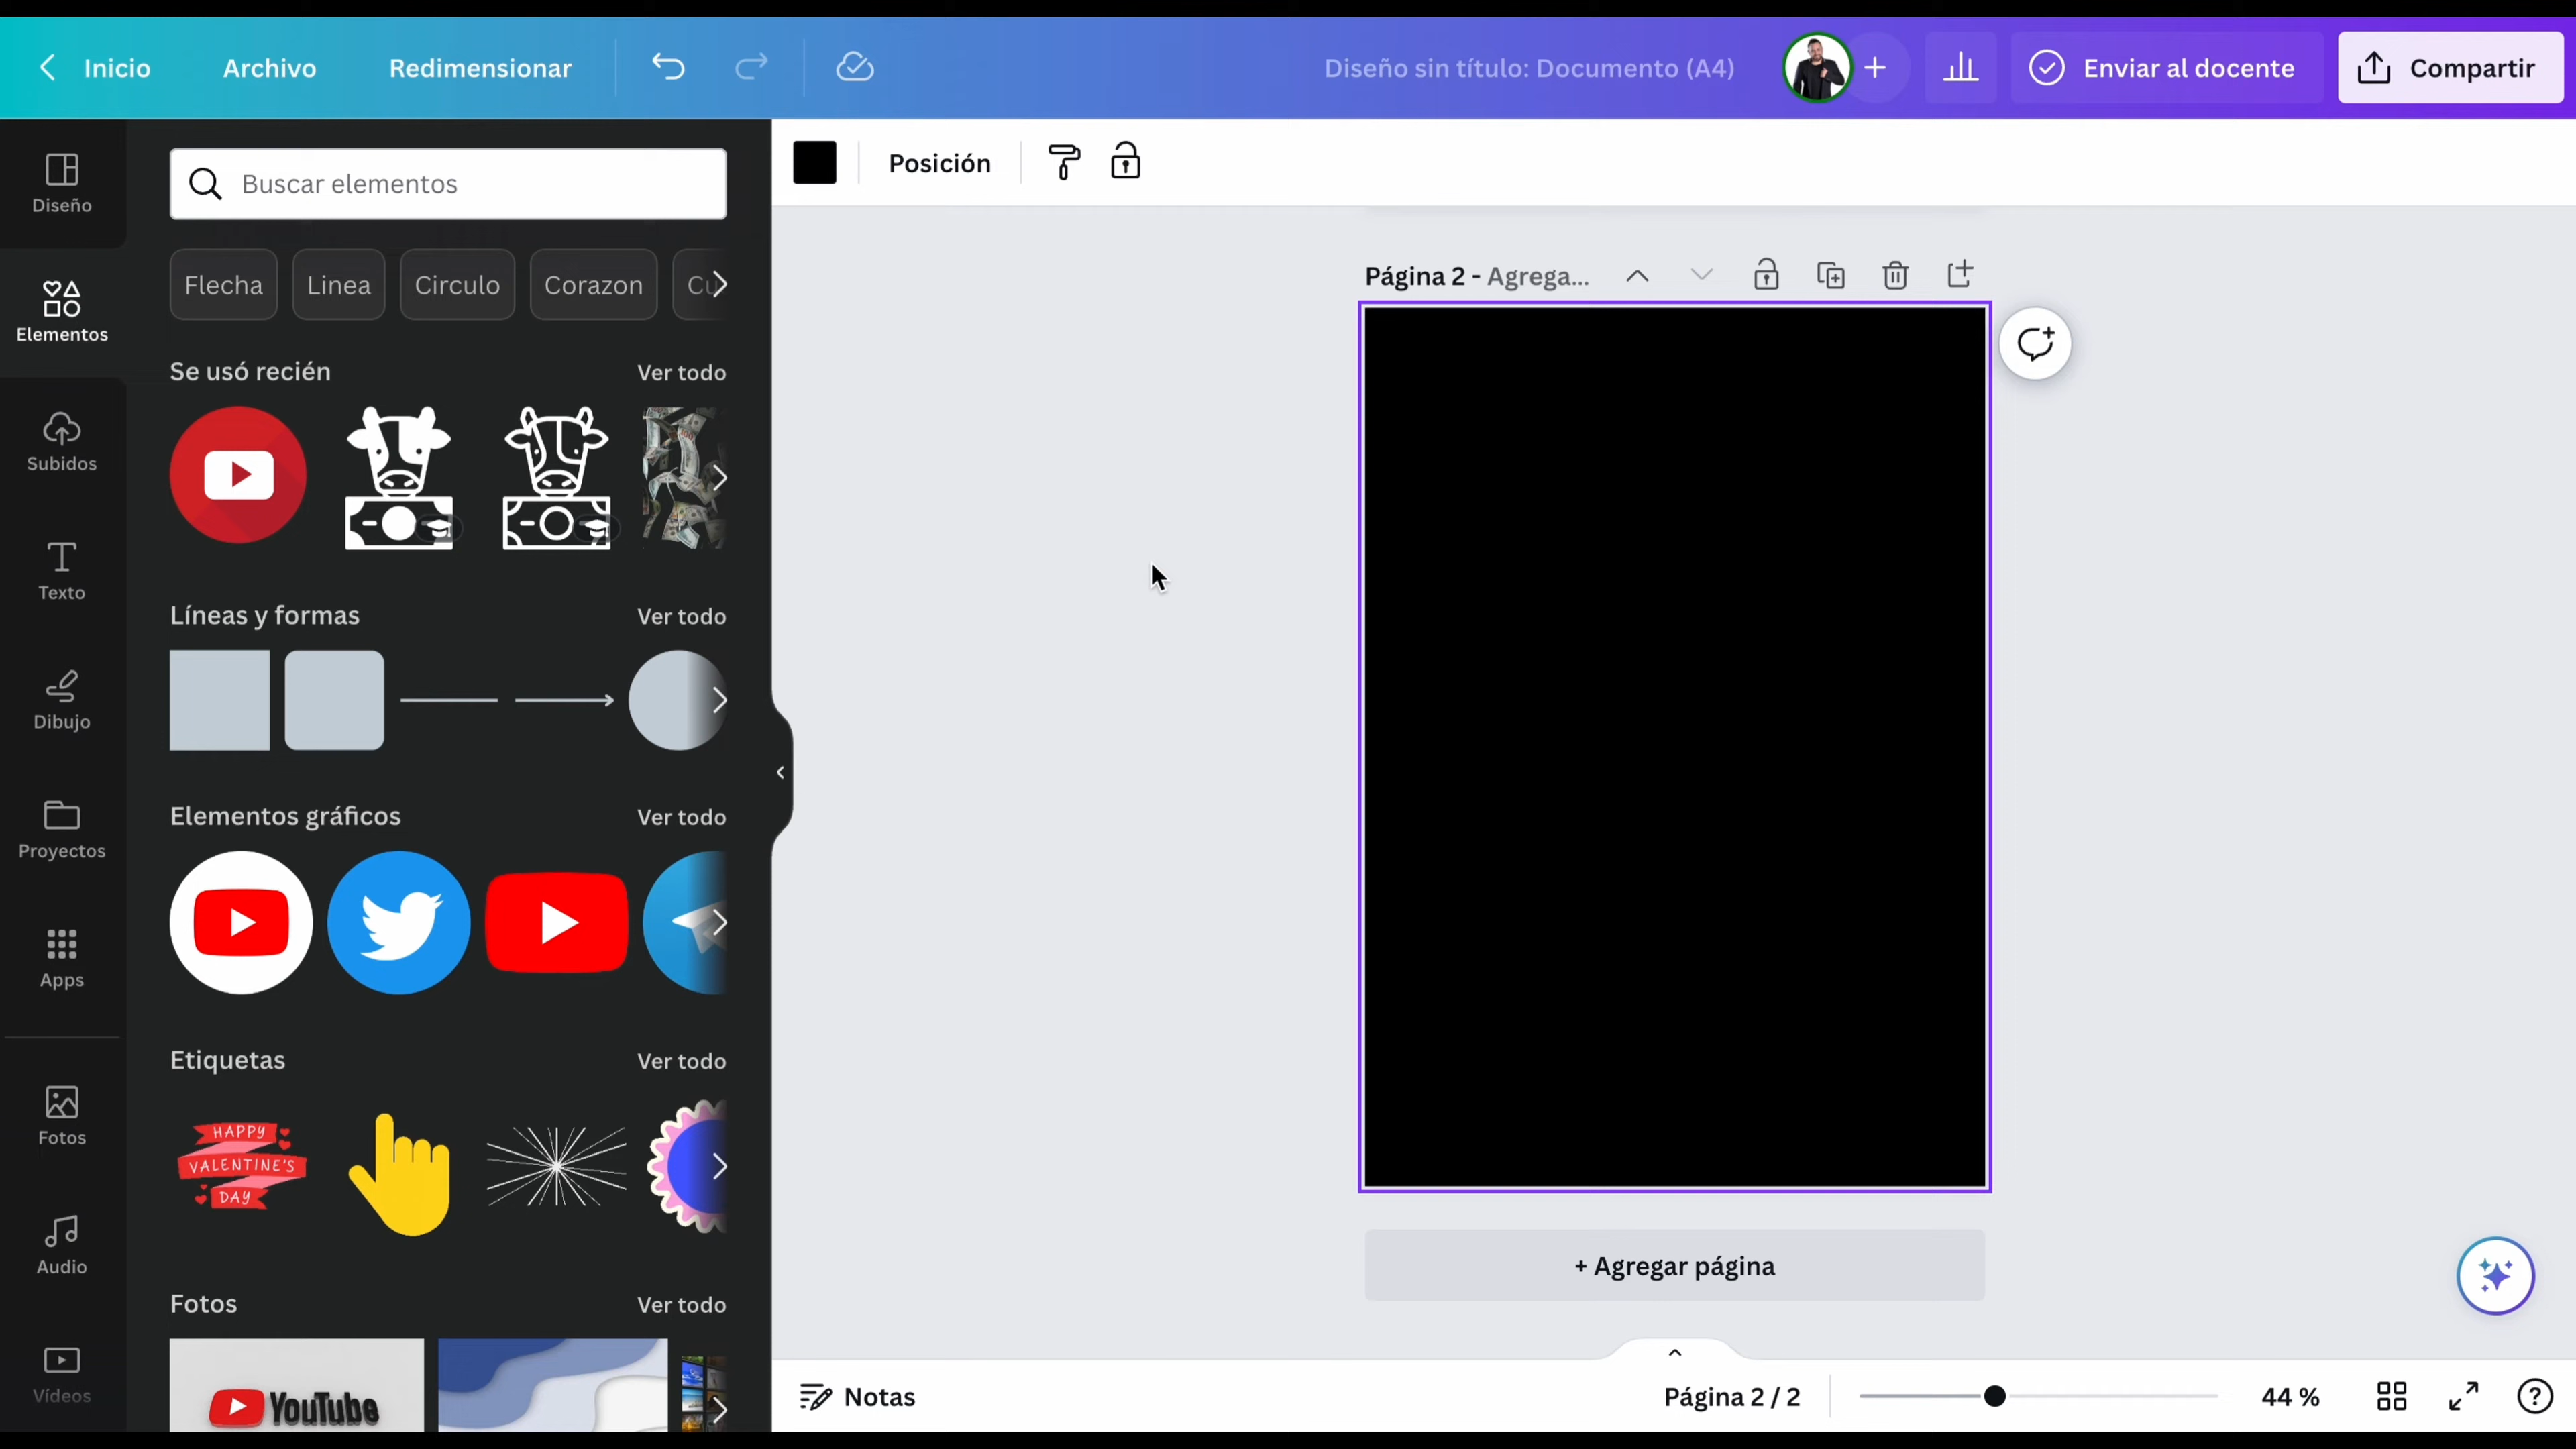 Inicio
Archivo
Redimensionar
Diseño sin título: Documento (A4)
+
Enviar al docente
Compartir
Diseño
Elementos
Subidos
Texto
Dibujo
Proyectos
Apps
Fotos
Audio
Vídeos
Buscar elementos
Flecha
Linea
Circulo
Corazon
Se usó recién
Ver todo
Líneas y formas
Ver todo
Elementos gráficos
Ver todo
Etiquetas
Ver todo
HAPPY
VALENTINE'S
DAY
Fotos
Ver todo
YouTube
Posición
Página 2 - Agrega...
+ Agregar página
Notas
Página 2 / 2
44 %
?